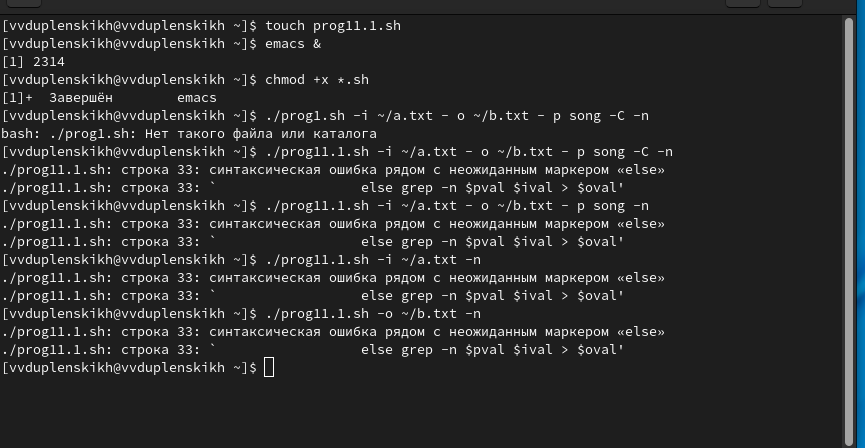 [vvduplenskikh@vvduplenskikh ~]$ touch prog11.1.sh
[vvduplenskikh@vvduplenskikh ~]$ emacs &
[1] 2314
[vvduplenskikh@vvduplenskikh ~]$ chmod +x *.sh
[1]+  Завершён        emacs
[vvduplenskikh@vvduplenskikh ~]$ ./prog1.sh -i ~/a.txt - o ~/b.txt - p song -C -n
bash: ./prog1.sh: Нет такого файла или каталога
[vvduplenskikh@vvduplenskikh ~]$ ./prog11.1.sh -i ~/a.txt - o ~/b.txt - p song -C -n
./prog11.1.sh: строка 33: синтаксическая ошибка рядом с неожиданным маркером «else»
./prog11.1.sh: строка 33: `                  else grep -n $pval $ival > $oval'
[vvduplenskikh@vvduplenskikh ~]$ ./prog11.1.sh -i ~/a.txt - o ~/b.txt - p song -n
./prog11.1.sh: строка 33: синтаксическая ошибка рядом с неожиданным маркером «else»
./prog11.1.sh: строка 33: `                  else grep -n $pval $ival > $oval'
[vvduplenskikh@vvduplenskikh ~]$ ./prog11.1.sh -i ~/a.txt -n
./prog11.1.sh: строка 33: синтаксическая ошибка рядом с неожиданным маркером «else»
./prog11.1.sh: строка 33: `                  else grep -n $pval $ival > $oval'
[vvduplenskikh@vvduplenskikh ~]$ ./prog11.1.sh -o ~/b.txt -n
./prog11.1.sh: строка 33: синтаксическая ошибка рядом с неожиданным маркером «else»
./prog11.1.sh: строка 33: `                  else grep -n $pval $ival > $oval'
[vvduplenskikh@vvduplenskikh ~]$